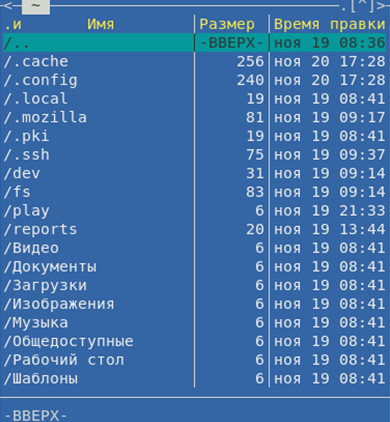 <- ~ .[^]>
.и Имя Размер Время правки
/.. -ВВЕРХ- ноя 19 08:36
/.cache 256 ноя 20 17:28
/.config 240 ноя 20 17:28
/.local 19 ноя 19 08:41
/.mozilla 81 ноя 19 09:17
/.pki 19 ноя 19 08:41
/.ssh 75 ноя 19 09:37
/dev 31 ноя 19 09:14
/fs 83 ноя 19 09:14
/play 6 ноя 19 21:33
/reports 20 ноя 19 13:44
/Видео 6 ноя 19 08:41
/Документы 6 ноя 19 08:41
/Загрузки 6 ноя 19 08:41
/Изображения 6 ноя 19 08:41
/Музыка 6 ноя 19 08:41
/Общедоступные 6 ноя 19 08:41
/Рабочий стол 6 ноя 19 08:41
/Шаблоны 6 ноя 19 08:41
-ВВЕРХ-